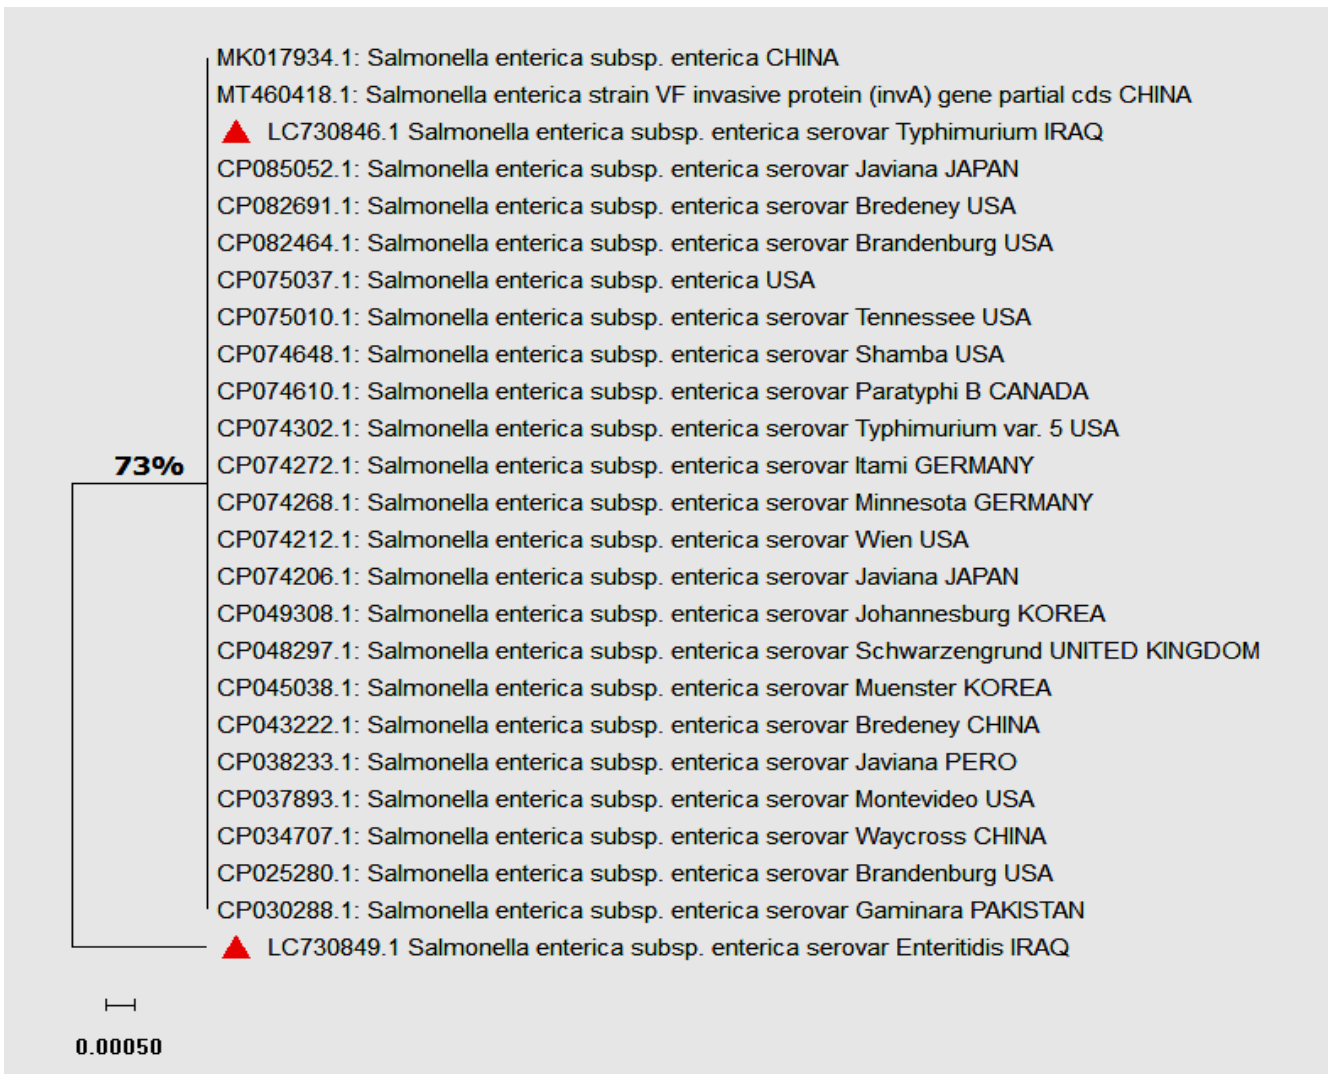 MK017934.1: Salmonella enterica subsp. enterica CHINA
MT460418.1: Salmonella enterica strain VF invasive protein (invA) gene partial cds CHINA
LC730846.1 Salmonella enterica subsp. enterica serovar Typhimurium IRAQ
CP085052.1: Salmonella enterica subsp. enterica serovar Javiana JAPAN
CP082691.1: Salmonella enterica subsp. enterica serovar Bredeney USA
CP082464.1: Salmonella enterica subsp. enterica serovar Brandenburg USA
CP075037.1: Salmonella enterica subsp. enterica USA
CP075010.1: Salmonella enterica subsp. enterica serovar Tennessee USA
CP074648.1: Salmonella enterica subsp. enterica serovar Shamba USA
CP074610.1: Salmonella enterica subsp. enterica serovar Paratyphi B CANADA
CP074302.1: Salmonella enterica subsp. enterica serovar Typhimurium var. 5 USA
73%
CP074272.1: Salmonella enterica subsp. enterica serovar Itami GERMANY
CP074268.1: Salmonella enterica subsp. enterica serovar Minnesota GERMANY
CP074212.1: Salmonella enterica subsp. enterica serovar Wien USA
CP074206.1: Salmonella enterica subsp. enterica serovar Javiana JAPAN
CP049308.1: Salmonella enterica subsp. enterica serovar Johannesburg KOREA
CP048297.1: Salmonella enterica subsp. enterica serovar Schwarzengrund UNITED KINGDOM
CP045038.1: Salmonella enterica subsp. enterica serovar Muenster KOREA
CP043222.1: Salmonella enterica subsp. enterica serovar Bredeney CHINA
CP038233.1: Salmonella enterica subsp. enterica serovar Javiana PERO
CP037893.1: Salmonella enterica subsp. enterica serovar Montevideo USA
CP034707.1: Salmonella enterica subsp. enterica serovar Waycross CHINA
CP025280.1: Salmonella enterica subsp. enterica serovar Brandenburg USA
CP030288.1: Salmonella enterica subsp. enterica serovar Gaminara PAKISTAN
LC730849.1 Salmonella enterica subsp. enterica serovar Enteritidis IRAQ
0.00050